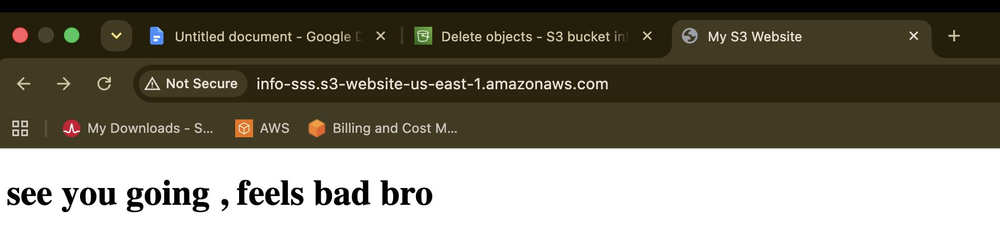 Untitled document - Google D
Delete objects - S3 bucket inf
My S3 Website
Not Secure
info-sss.s3-website-us-east-1.amazonaws.com
My Downloads - S...
AWS
Billing and Cost M...
see you going , feels bad bro